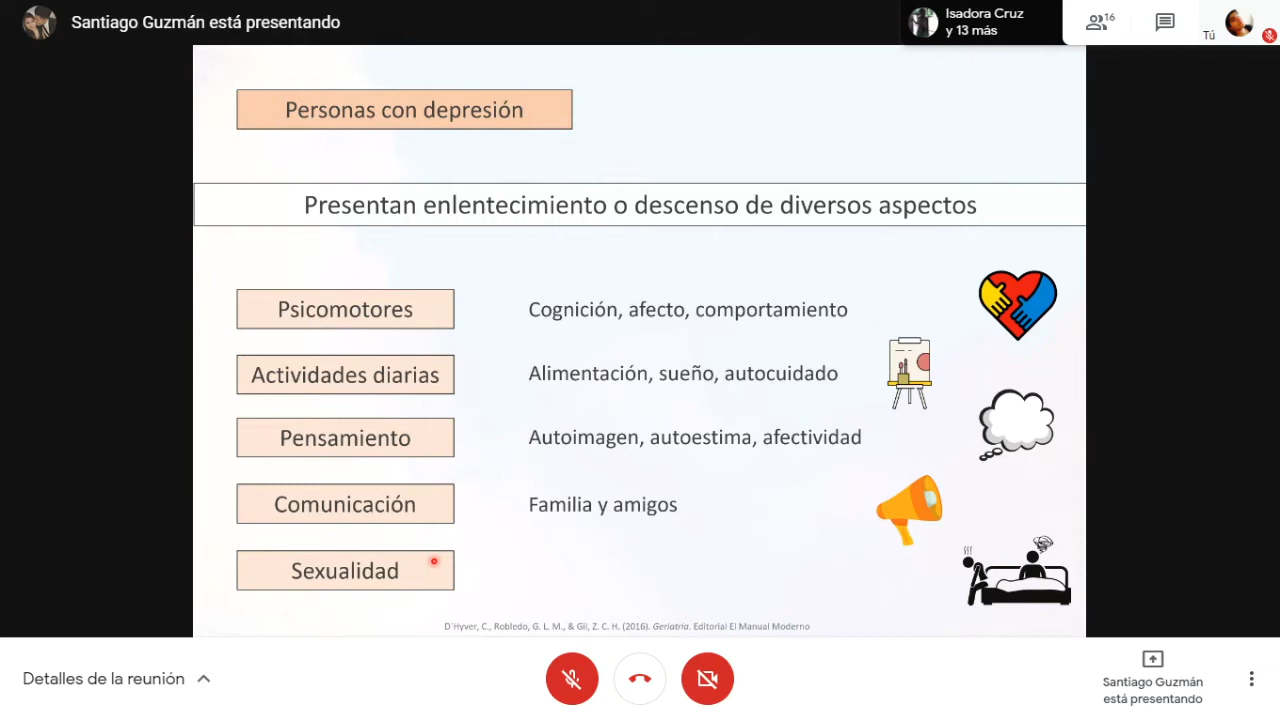 Santiago Guzmán está presentando
Isadora Cruz
y 13 más
16
Tú
Personas con depresión
Presentan enlentecimiento o descenso de diversos aspectos
Psicomotores
Cognición, afecto, comportamiento
Actividades diarias
Alimentación, sueño, autocuidado
Pensamiento
Autoimagen, autoestima, afectividad
Comunicación
Familia y amigos
Sexualidad
D´Hyver, C., Robledo, G. L. M., & Gil, Z. C. H. (2016). Geriatría. Editorial El Manual Moderno
Detalles de la reunión
Santiago Guzmán
está presentando